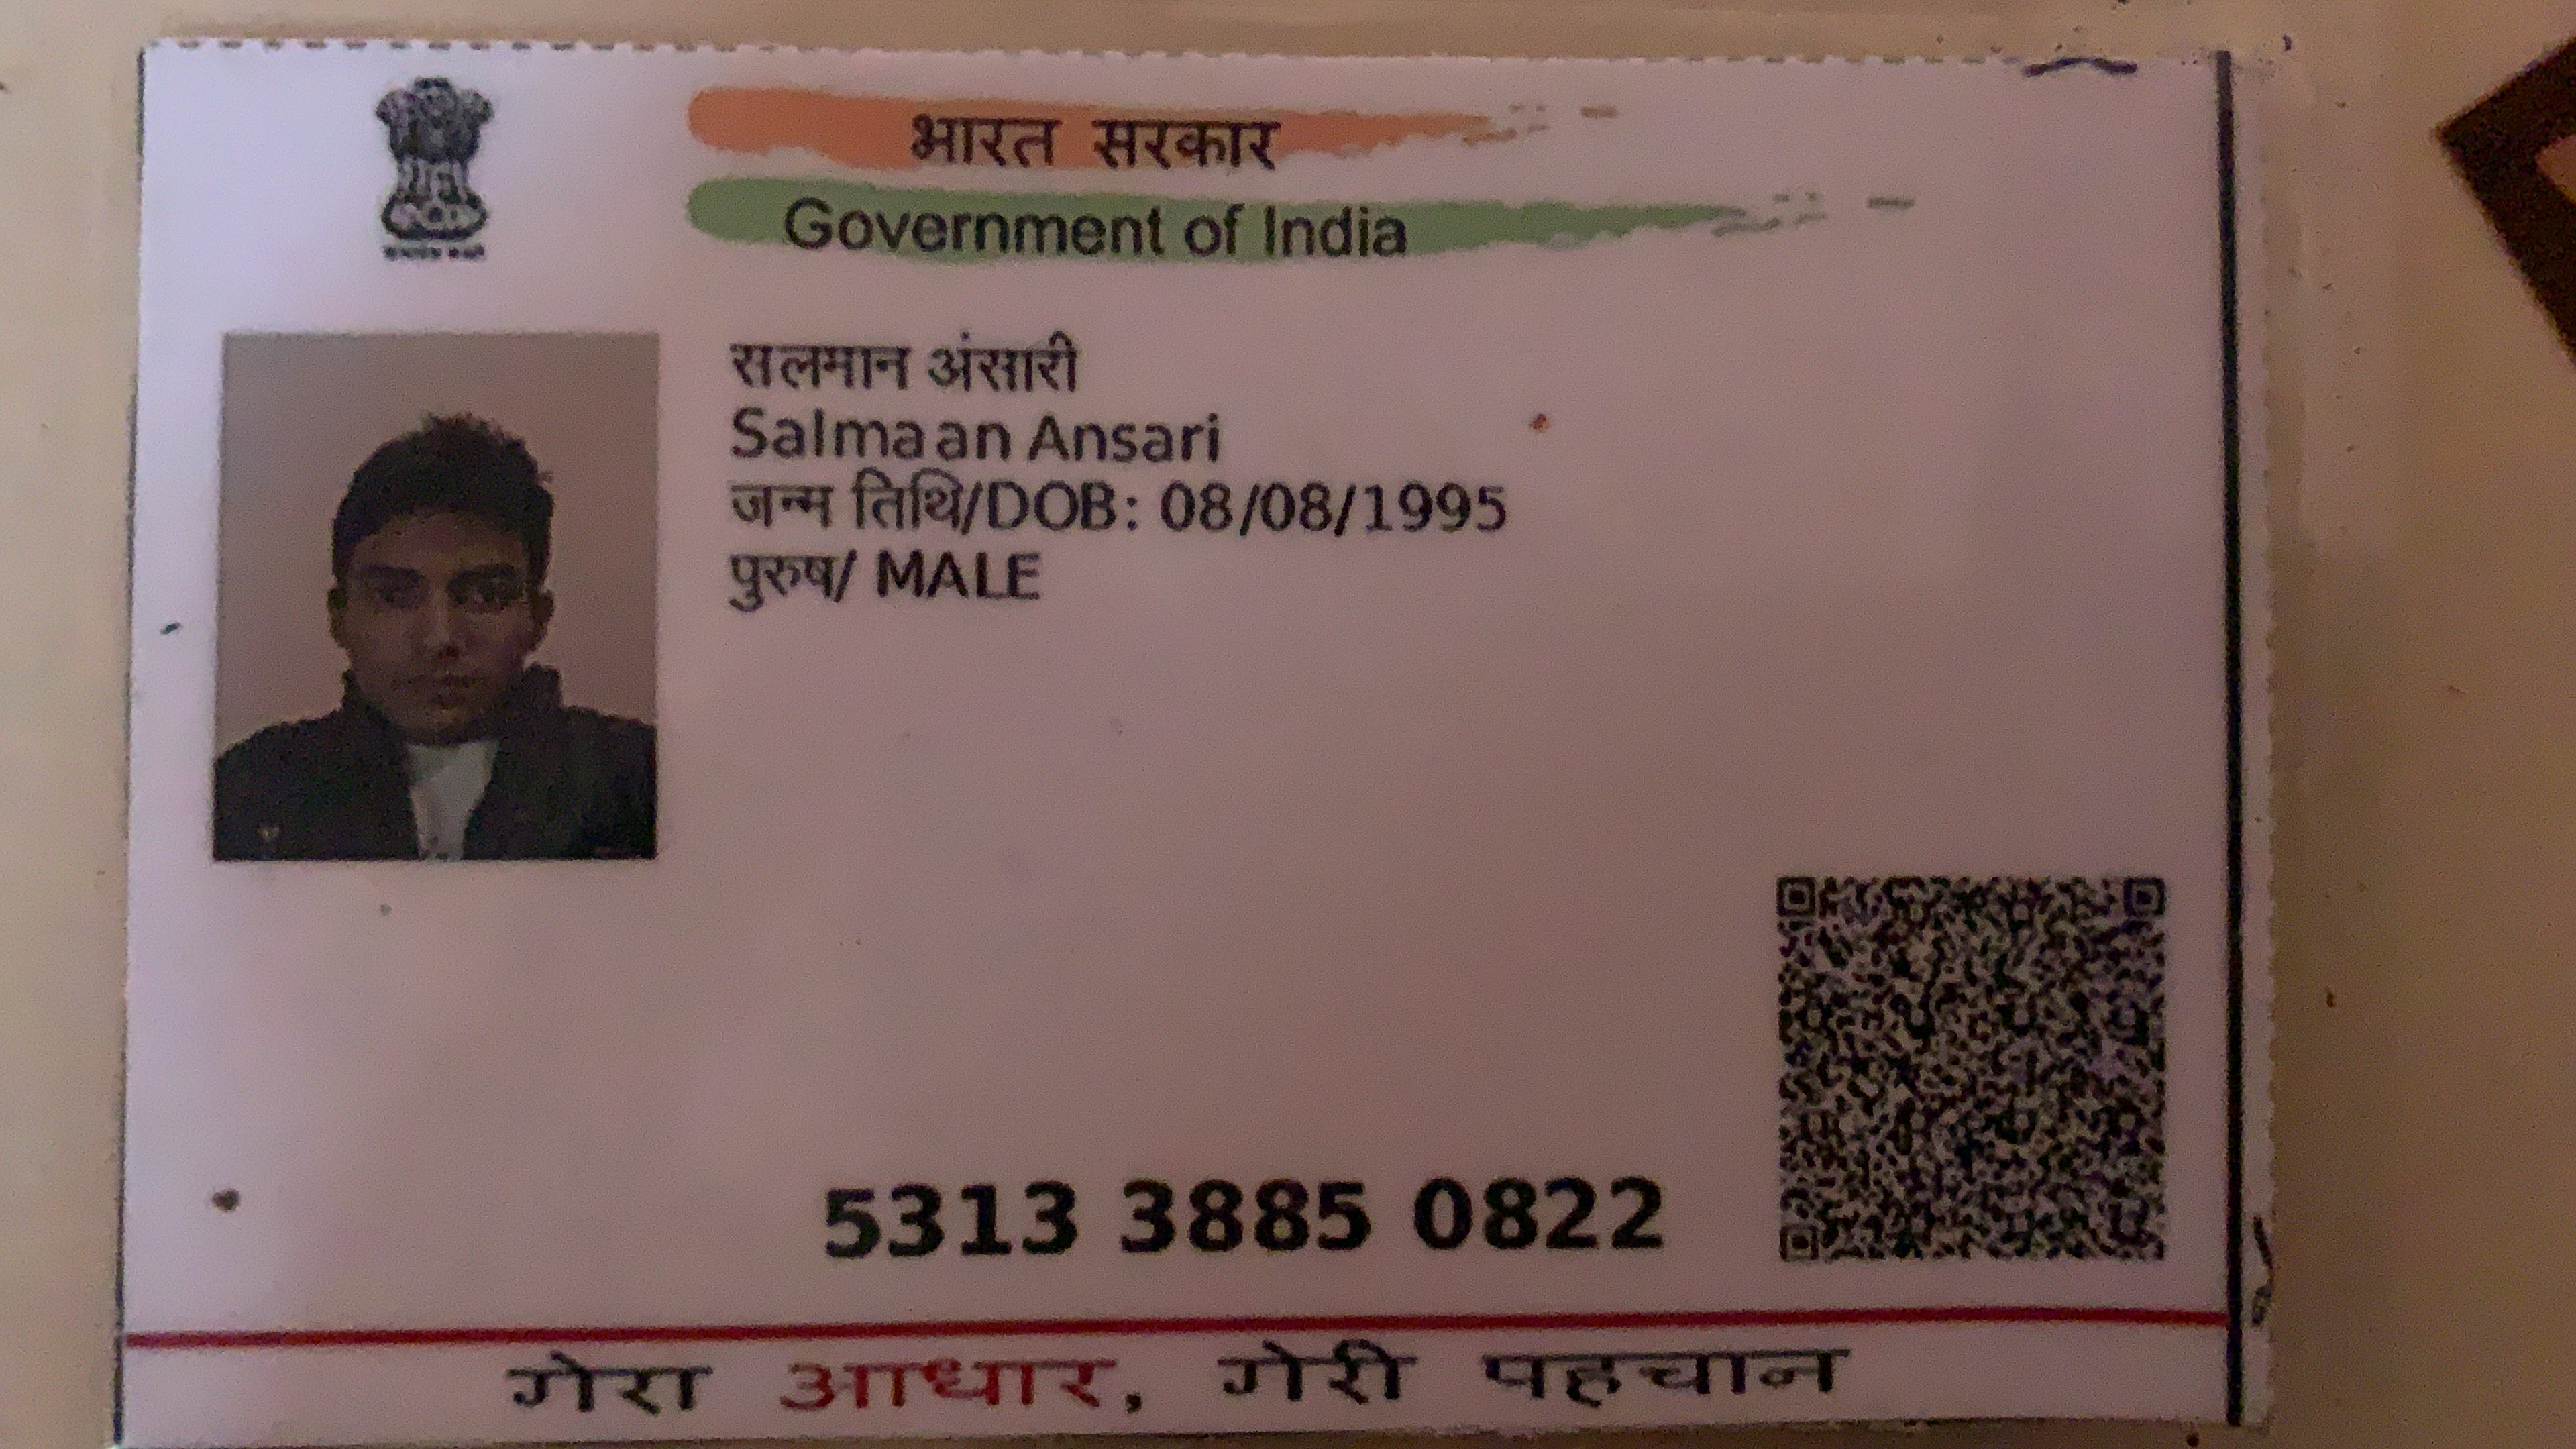 भारत सरकार
Government of India
सलमान अंसारी
Salmaan Ansari
जन्म तिथि/DOB: 08/08/1995
पुरुष/ MALE
5313 3885 0822
मेरा आधार, मेरी पहचान